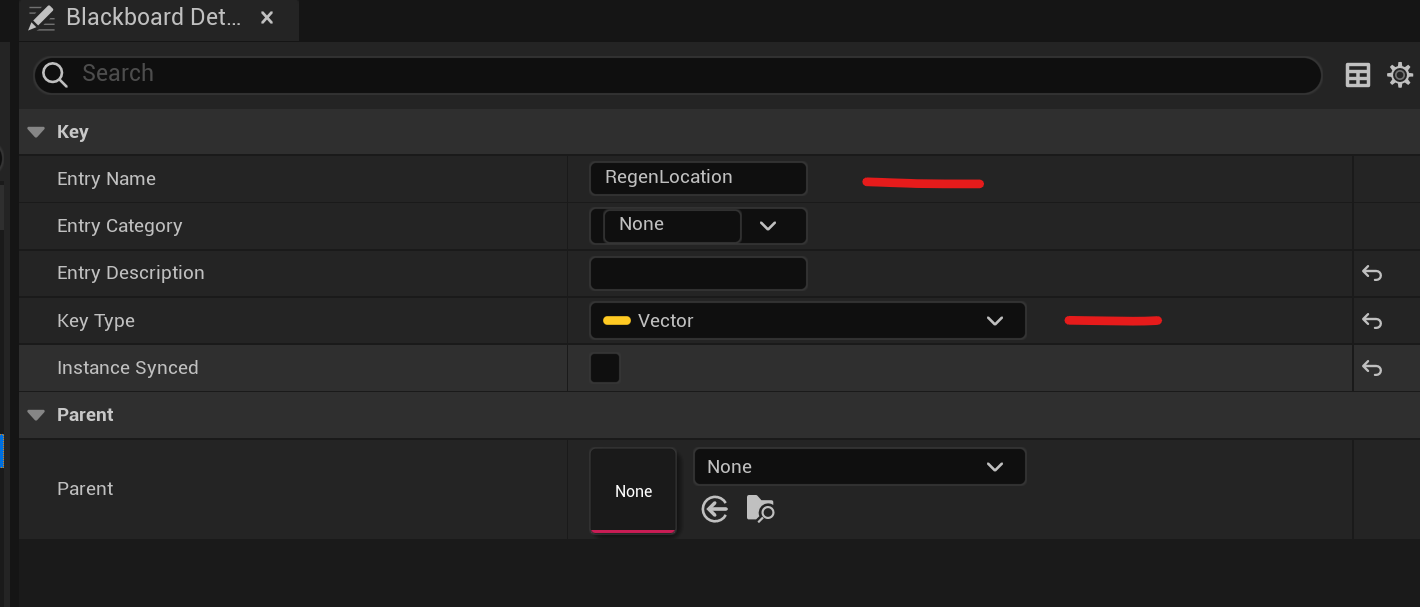 Blackboard Det...
Search
Key
Entry Name RegenLocation
Entry Category None
Entry Description
Key Type Vector
Instance Synced
Parent
Parent None None